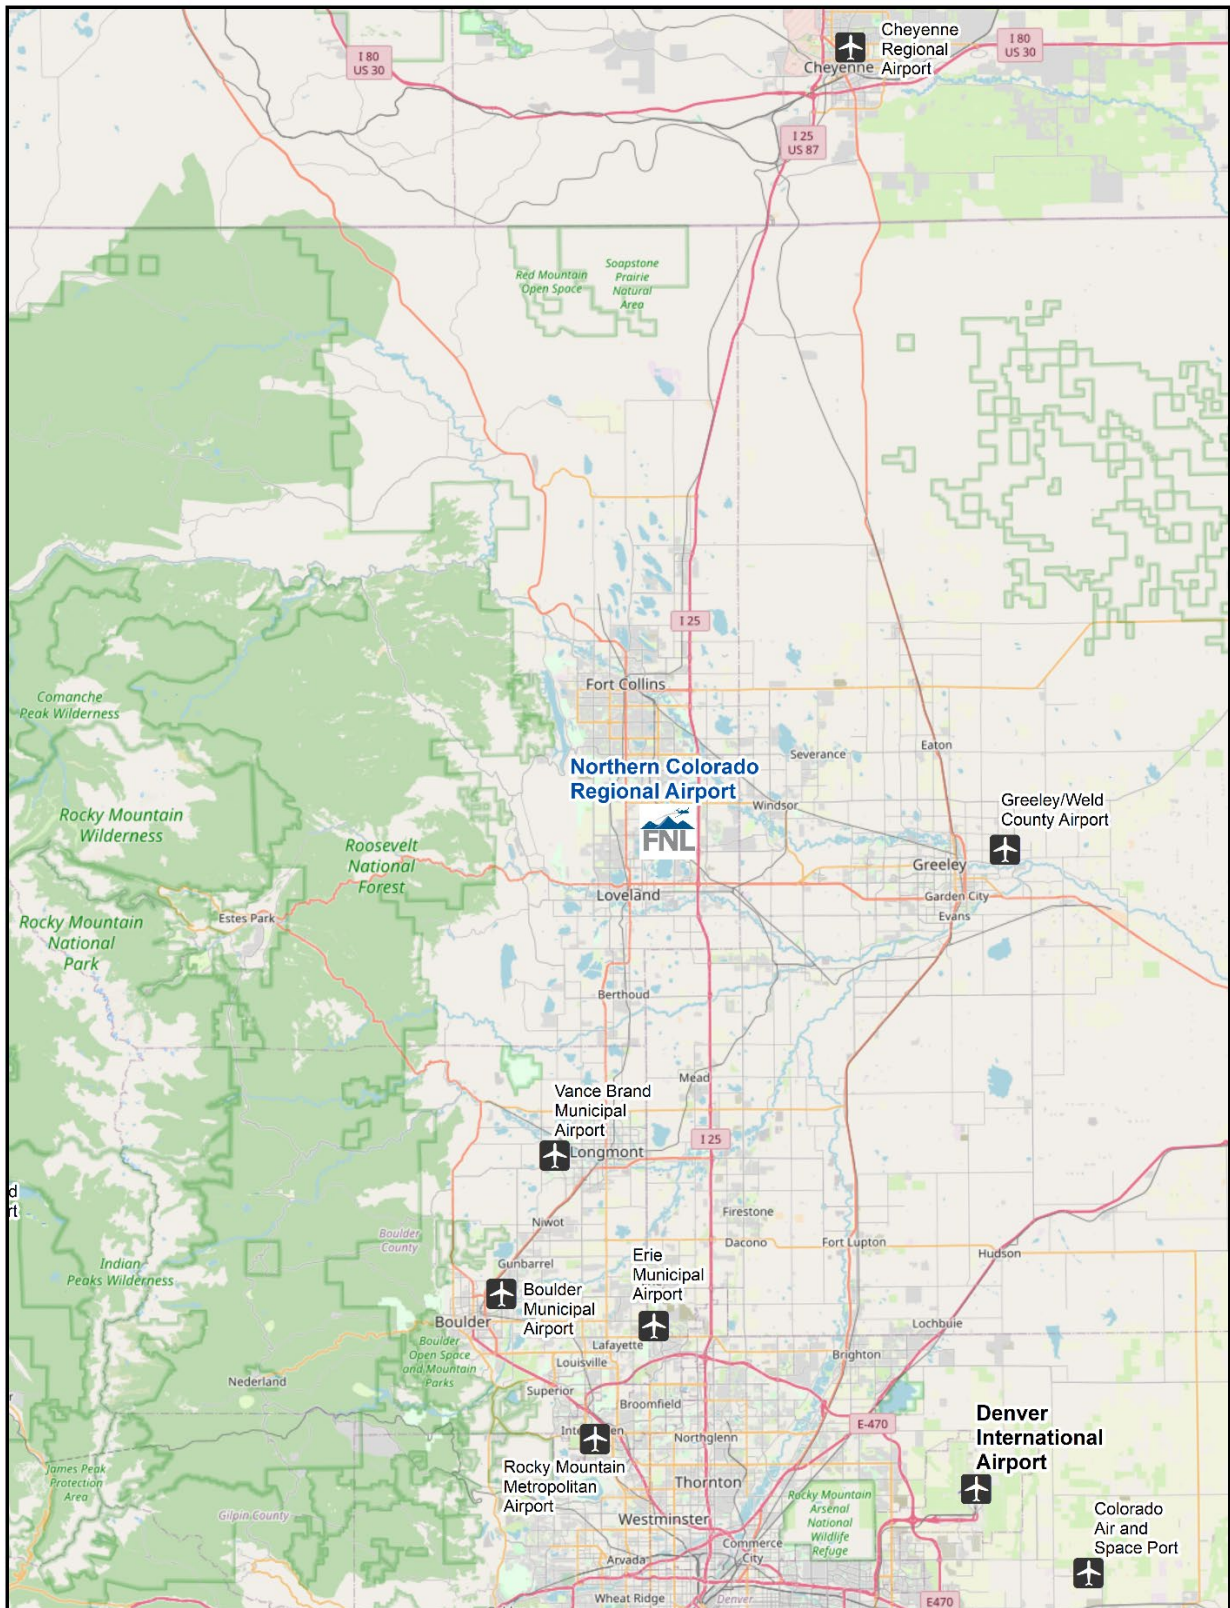 Cheyenne
Regional
Airport
I 80
US 30
I 80
US 30
Cheyenne
I 25
US 87
Red Mountain
Open Space
Soapstone
Prairie
Natural
Area
I 25
Fort Collins
Comanche
Peak Wilderness
Severance
Eaton
Northern Colorado
Regional Airport
Windsor
FNL
Greeley/Weld
County Airport
Rocky Mountain
Wilderness
Roosevelt
National
Forest
Greeley
Loveland
Garden City
Evans
Estes Park
Rocky Mountain
National
Park
Berthoud
Mead
Vance Brand
Municipal
Airport
I 25
Longmont
d
rt
Niwot
Firestone
Boulder
County
Dacono
Fort Lupton
Hudson
Indian
Peaks Wilderness
Gunbarrel
Erie
Municipal
Airport
Boulder
Municipal
Airport
Boulder
Lochbuie
Boulder
Open Space
and Mountain
Parks
Lafayette
Louisville
Brighton
Nederland
Superior
r
Broomfield
E-470
Denver
International
Airport
Northglenn
Rocky Mountain
Metropolitan
Airport
James Peak
Protection
Area
Thornton
Gilpin County
Westminster
Rocky Mountain
Arsenal
National
Wildlife
Refuge
Colorado
Air and
Space Port
Commerce
City
Arvada
Wheat Ridge
Denver
E470